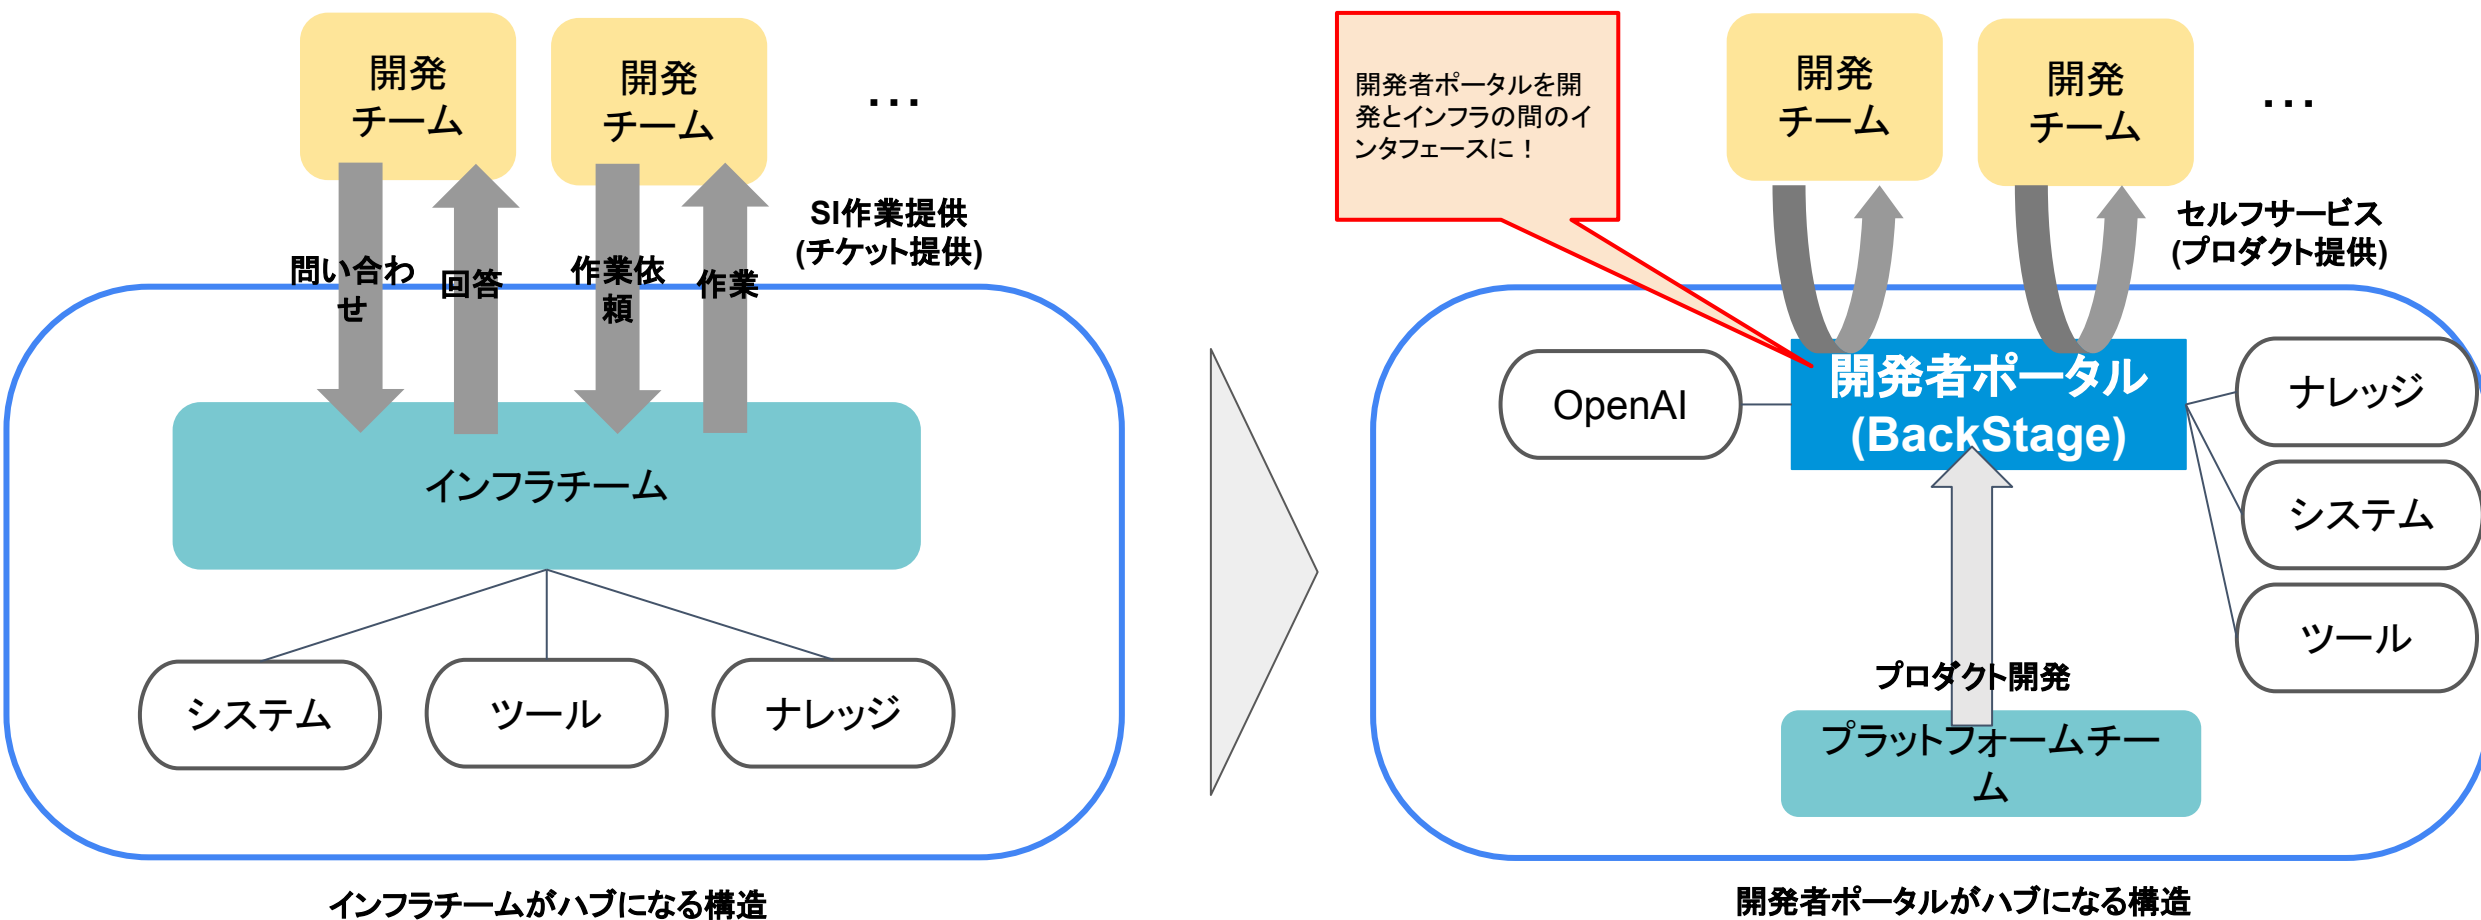 開発
チーム
開発
チーム
...
SI作業提供
(チケット提供)
問い合わ
せ
回答
作業依
頼
作業
インフラチーム
システム
ツール
ナレッジ
インフラチームがハブになる構造
開発者ポータルを開
発とインフラの間のイ
ンタフェースに！
開発
チーム
開発
チーム
...
セルフサービス
(プロダクト提供)
OpenAI
開発者ポータル
(BackStage)
ナレッジ
システム
ツール
プロダクト開発
プラットフォームチー
ム
開発者ポータルがハブになる構造